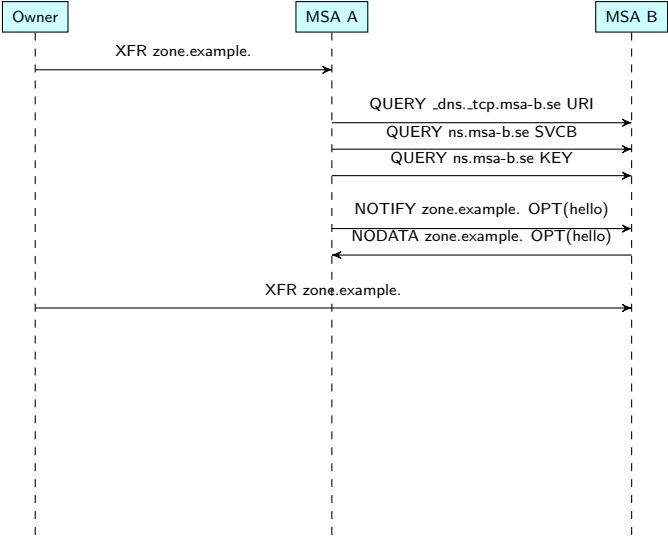 Owner
MSA A
MSA B
XFR zone.example.
QUERY _dns._tcp.msa-b.se URI
QUERY ns.msa-b.se SVCB
QUERY ns.msa-b.se KEY
NOTIFY zone.example. OPT(hello)
NODATA zone.example. OPT(hello)
XFR zone.example.